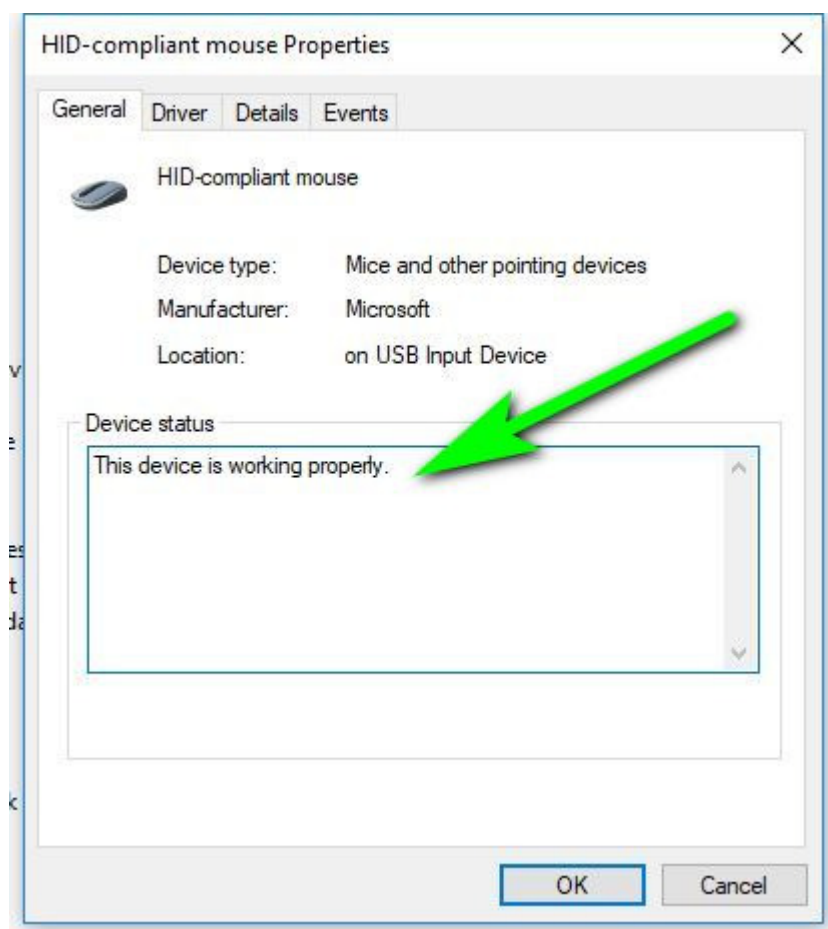 HID-compliant mouse Properties
General Driver Details Events
HID-compliant mouse
Device type: Mice and other pointing devices
Manufacturer: Microsoft
Location: on USB Input Device
Device status
This device is working properly.
OK Cancel